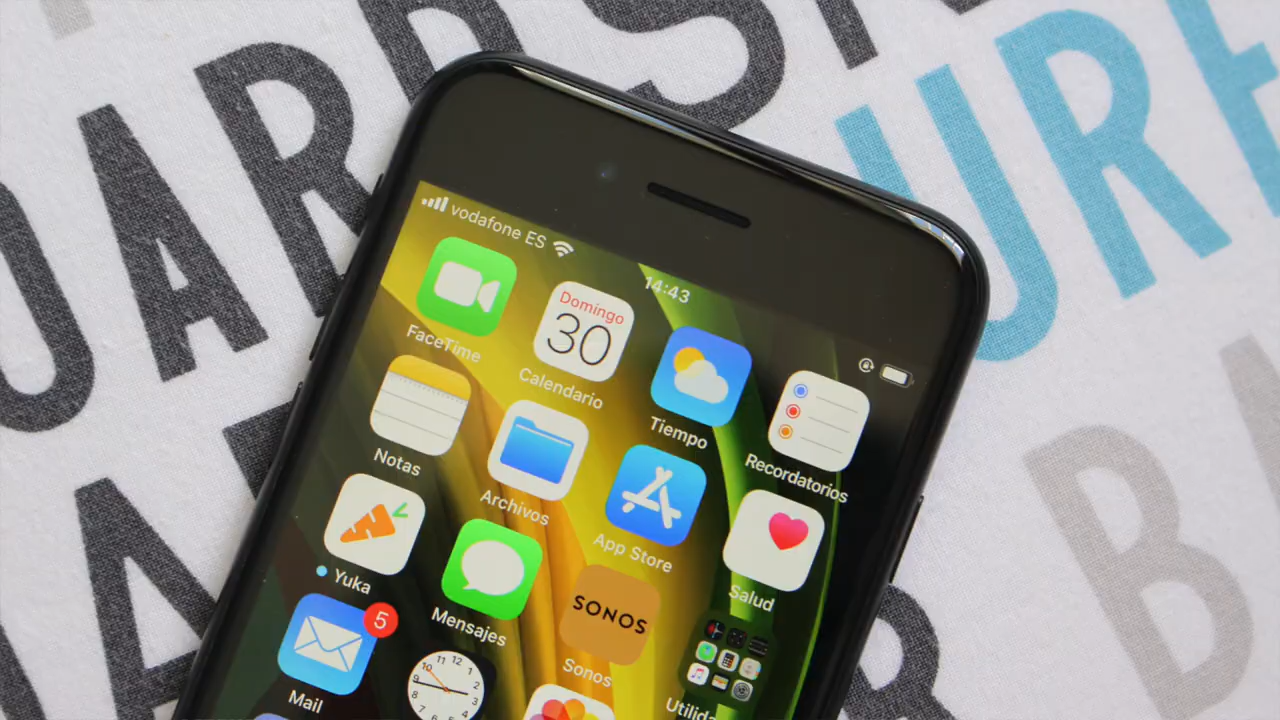 vodafone ES
14:43
FaceTime
Domingo
30
Calendario
Tiempo
Recordatorios
Notas
Archivos
App Store
Salud
Yuka
Mensajes
SONOS
Sonos
5
Mail
URF
B